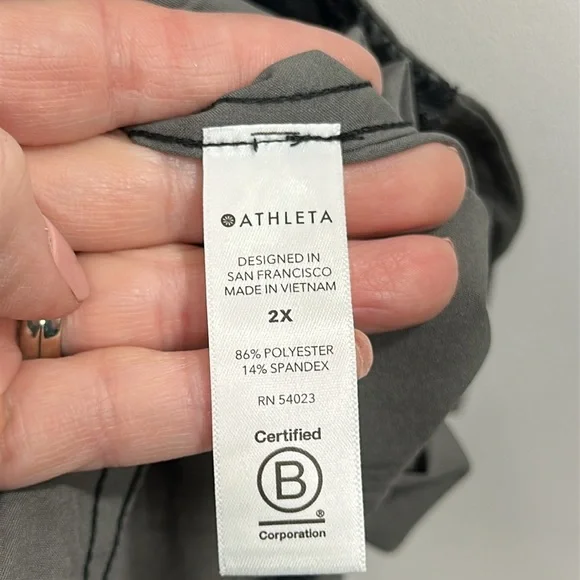 ATHLETA
DESIGNED IN
SAN FRANCISCO
MADE IN VIETNAM
2X
86% POLYESTER
14% SPANDEX
RN 54023
Certified
B
®
Corporation